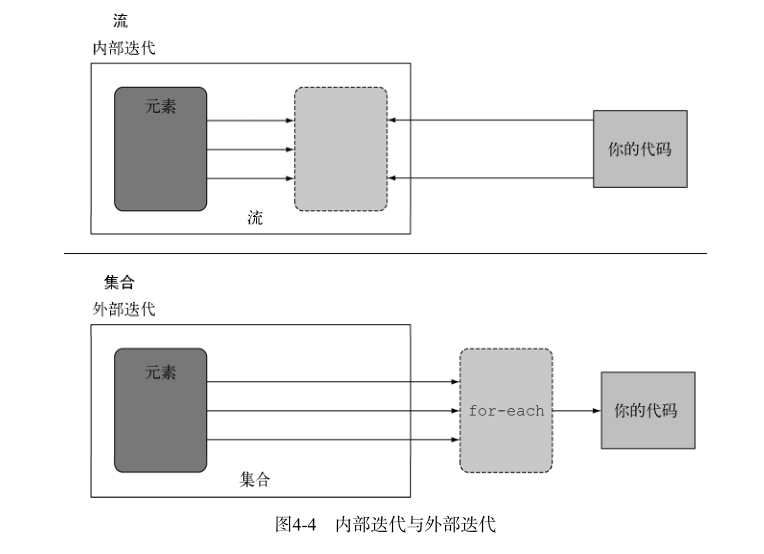 流
内部迭代
元素
你的代码
流
集合
外部迭代
元素
for-each
你的代码
集合
图4-4 内部迭代与外部迭代